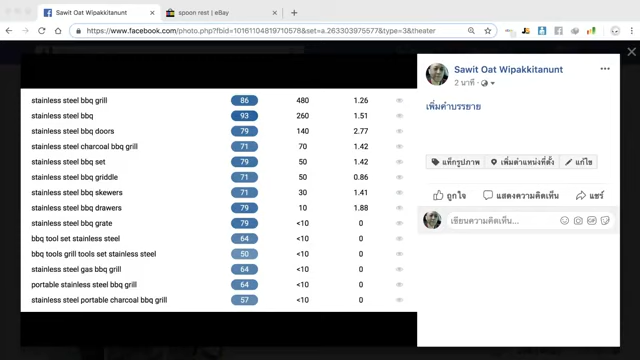 Sawit Oat Wipakkitanunt
spoon rest | eBay
https://www.facebook.com/photo.php?fbid=10161104819710578&set=a.263303975577&type=3&theater
stainless steel bbq grill 86 480 1.26
stainless steel bbq 93 260 1.51
stainless steel bbq doors 79 140 2.77
stainless steel charcoal bbq grill 71 70 1.42
stainless steel bbq set 79 50 1.42
stainless steel bbq griddle 71 50 0.86
stainless steel bbq skewers 71 30 1.41
stainless steel bbq drawers 79 10 1.88
stainless steel bbq grate 79 <10 0
bbq tool set stainless steel 64 <10 0
bbq tools grill tools set stainless steel 50 <10 0
stainless steel gas bbq grill 64 <10 0
portable stainless steel bbq grill 64 <10 0
stainless steel portable charcoal bbq grill 57 <10 0
Sawit Oat Wipakkitanunt
2 นาที
เพิ่มคำบรรยาย
แท็กรูปภาพ เพิ่มตำแหน่งที่ตั้ง แก้ไข
ถูกใจ แสดงความคิดเห็น แชร์
เขียนความคิดเห็น...